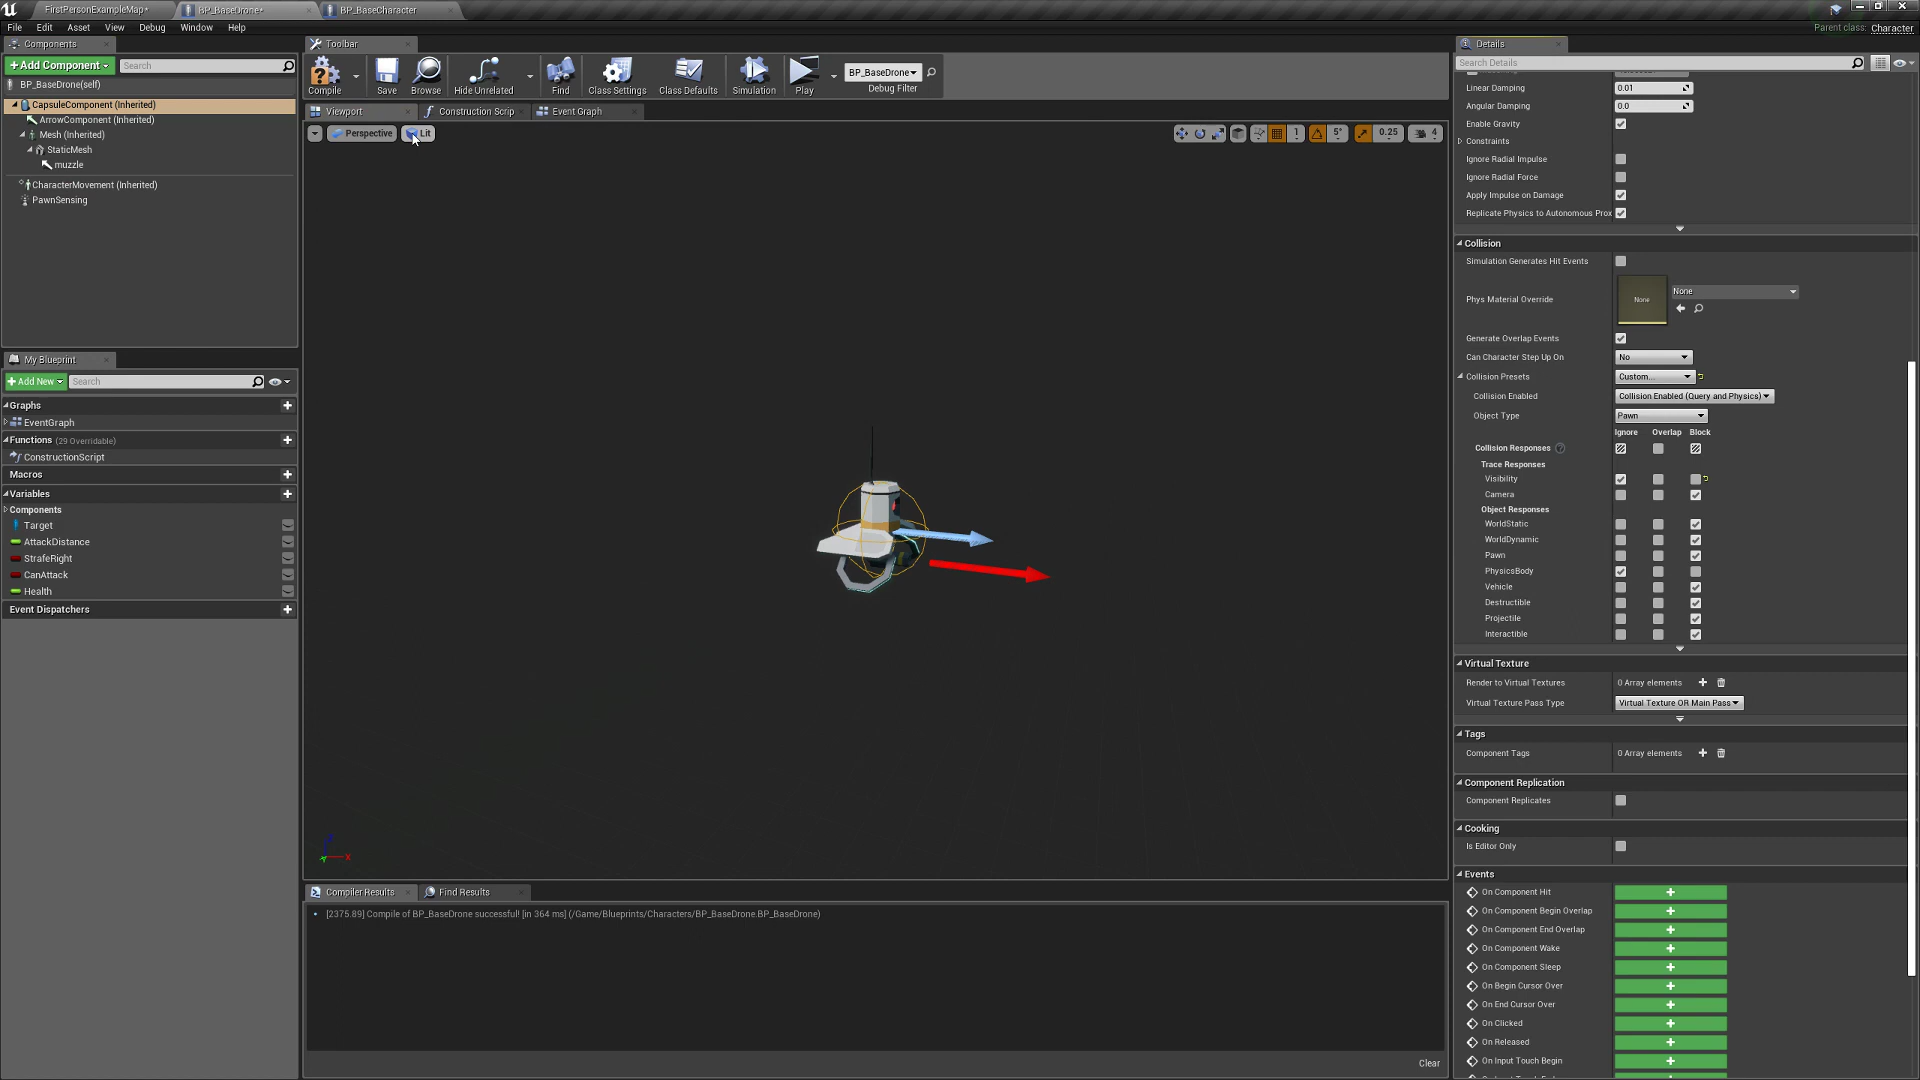 FirstPersonExampleMap*
BP_BaseDrone*
BP_BaseCharacter
File Edit Asset View Debug Window Help
Parent class: Character
Components
+Add Component
Search
BP_BaseDrone(self)
CapsuleComponent (Inherited)
ArrowComponent (Inherited)
Mesh (Inherited)
StaticMesh
muzzle
CharacterMovement (Inherited)
PawnSensing
My Blueprint
+Add New
Search
Graphs
EventGraph
Functions (29 Overridable)
ConstructionScript
Macros
Variables
Components
Target
AttackDistance
StrafeRight
CanAttack
Health
Event Dispatchers
Toolbar
Compile
Save
Browse
Hide Unrelated
Find
Class Settings
Class Defaults
Simulation
Play
BP_BaseDrone
Debug Filter
Viewport
Construction Scrip
Event Graph
Perspective
Lit
1
5°
0.25
4
X
Compiler Results
Find Results
[2375.89] Compile of BP_BaseDrone successful! [in 364 ms] (/Game/Blueprints/Characters/BP_BaseDrone.BP_BaseDrone)
Clear
Details
Search Details
Linear Damping 0.01
Angular Damping 0.0
Enable Gravity
Constraints
Ignore Radial Impulse
Ignore Radial Force
Apply Impulse on Damage
Replicate Physics to Autonomous Prox
Collision
Simulation Generates Hit Events
Phys Material Override None None
Generate Overlap Events
Can Character Step Up On No
Collision Presets Custom...
Collision Enabled Collision Enabled (Query and Physics)
Object Type Pawn
Ignore Overlap Block
Collision Responses ?
Trace Responses
Visibility
Camera
Object Responses
WorldStatic
WorldDynamic
Pawn
PhysicsBody
Vehicle
Destructible
Projectile
Interactible
Virtual Texture
Render to Virtual Textures 0 Array elements
Virtual Texture Pass Type Virtual Texture OR Main Pass
Tags
Component Tags 0 Array elements
Component Replication
Component Replicates
Cooking
Is Editor Only
Events
On Component Hit
On Component Begin Overlap
On Component End Overlap
On Component Wake
On Component Sleep
On Begin Cursor Over
On End Cursor Over
On Clicked
On Released
On Input Touch Begin